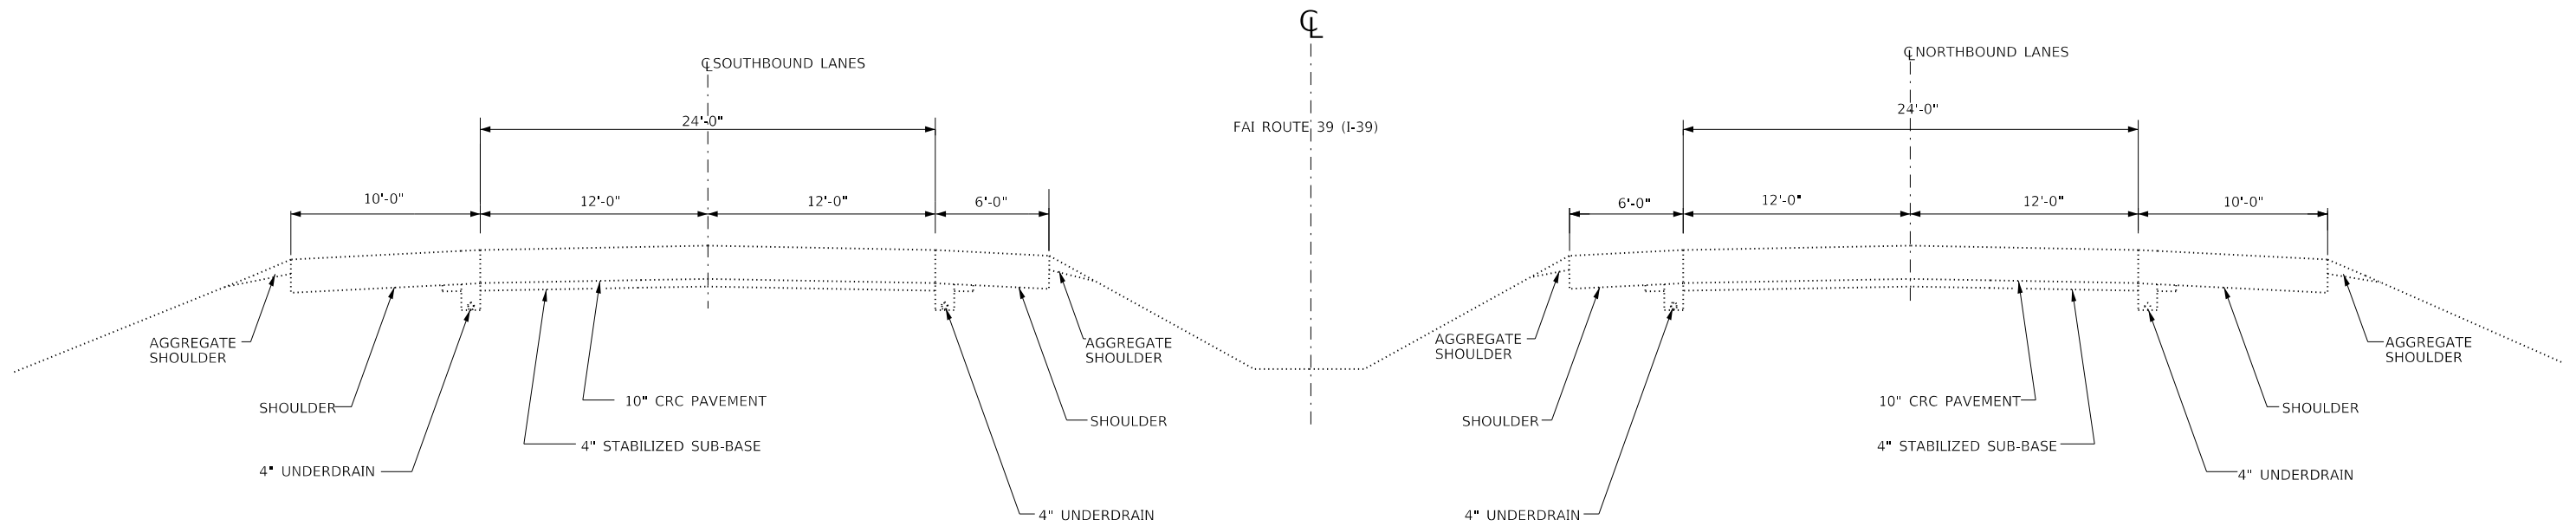 ℄
℄ NORTHBOUND LANES
℄ SOUTHBOUND LANES
24'-0"
24'-0"
FAI ROUTE 39 (I-39)
10'-0"
12'-0"
12'-0"
6'-0"
6'-0"
12'-0"
12'-0"
10'-0"
AGGREGATE
SHOULDER
AGGREGATE
SHOULDER
AGGREGATE
SHOULDER
AGGREGATE
SHOULDER
SHOULDER
10" CRC PAVEMENT
SHOULDER
SHOULDER
10" CRC PAVEMENT
SHOULDER
4" STABILIZED SUB-BASE
4" STABILIZED SUB-BASE
4" UNDERDRAIN
4" UNDERDRAIN
4" UNDERDRAIN
4" UNDERDRAIN